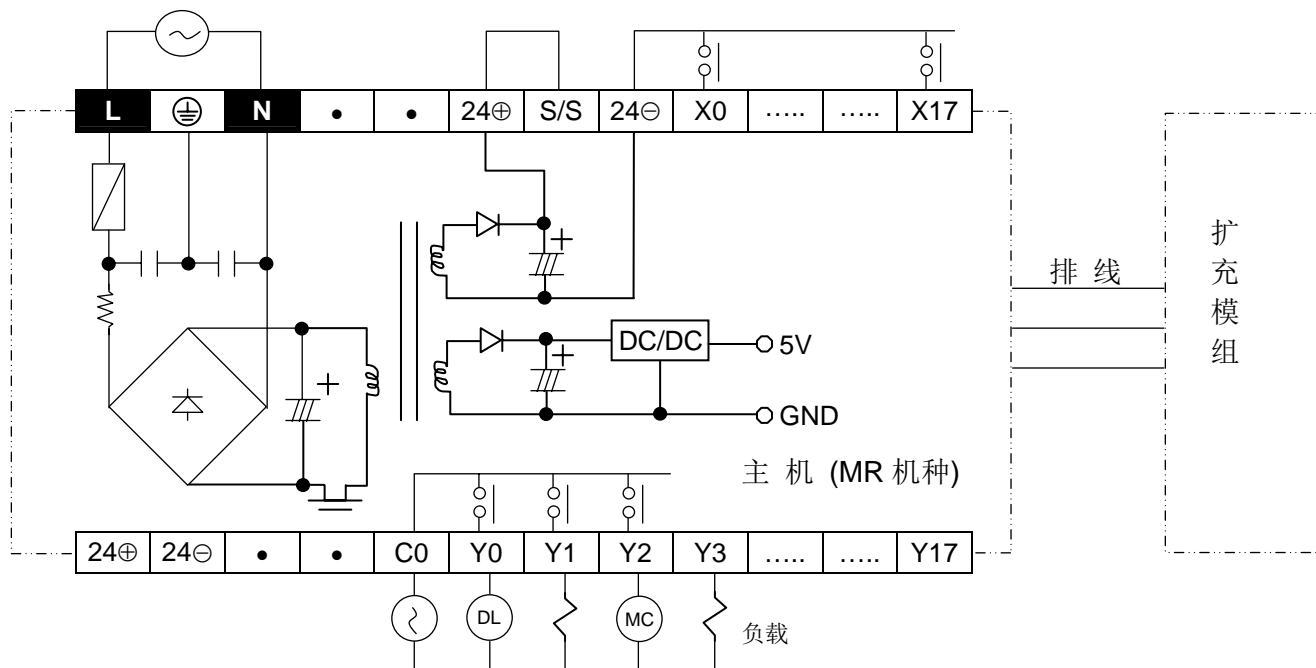 L N • • 24⊕ S/S 24⊖ X0 ..... ..... X17
+
+
DC/DC 5V
GND
+
排 线
扩充模组
主 机 (MR 机种)
24⊕ 24⊖ • • C0 Y0 Y1 Y2 Y3 ..... ..... Y17
DL MC 负载